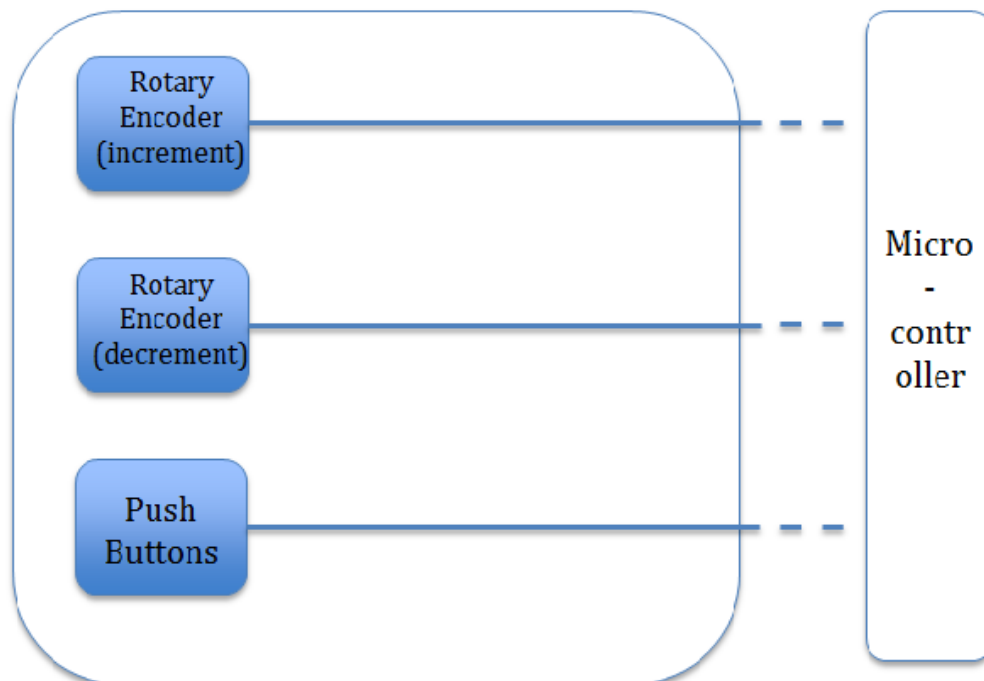 Rotary
Encoder
(increment)
Rotary
Encoder
(decrement)
Push
Buttons
Micro
-
contr
oller